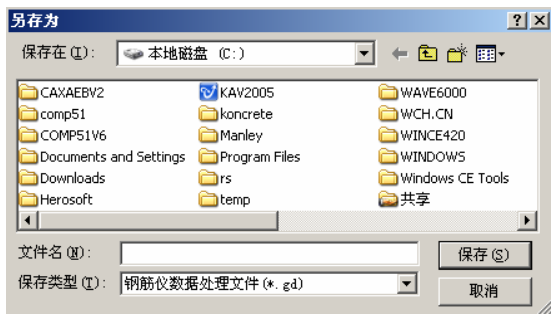 另存为
保存在(I): 本地磁盘 (C:)
CAXAEBV2 KAV2005 WAVE6000
comp51 koncrete WCH.CN
COMP51V6 Manley WINCE420
Documents and Settings Program Files WINDOWS
Downloads rs Windows CE Tools
Herosoft temp 共享
文件名(N): 保存(S)
保存类型(T): 钢筋仪数据处理文件(*.gd) 取消